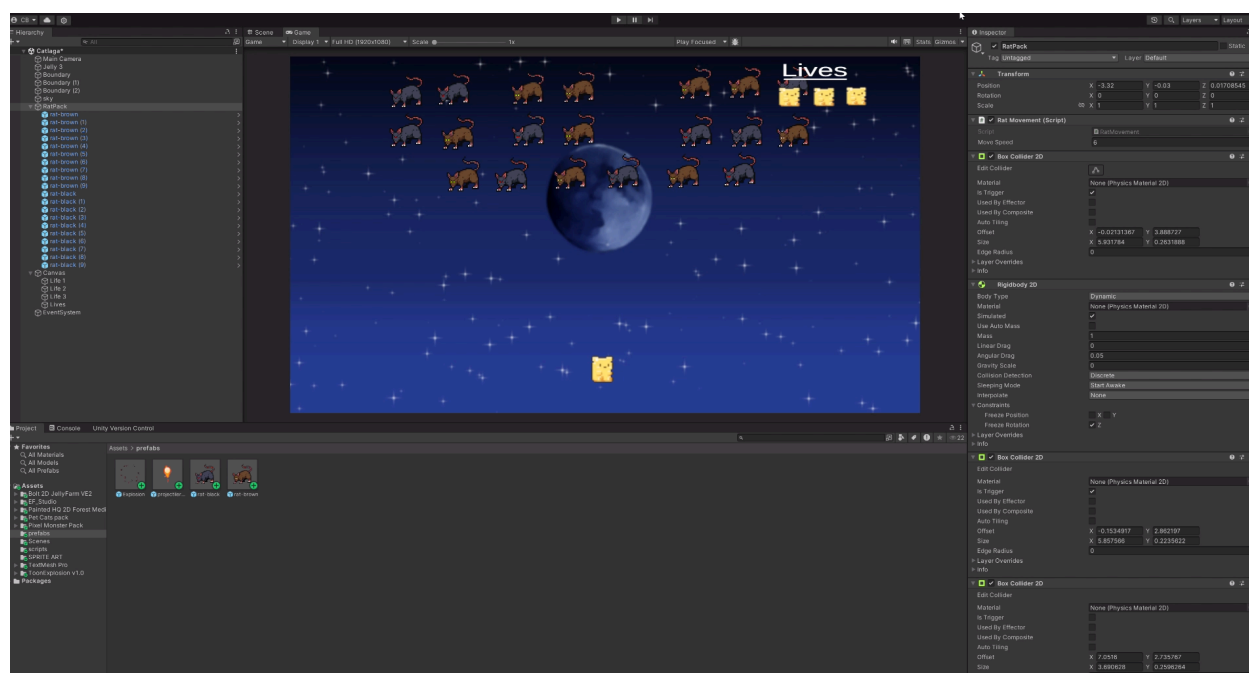 CB
Layers
Layout
Hierarchy
All
Catlaga*
Main Camera
Jelly 3
Boundary
Boundary (1)
Boundary (2)
sky
RatPack
rat-brown
rat-brown (1)
rat-brown (2)
rat-brown (3)
rat-brown (4)
rat-brown (5)
rat-brown (6)
rat-brown (7)
rat-brown (8)
rat-brown (9)
rat-black
rat-black (1)
rat-black (2)
rat-black (3)
rat-black (4)
rat-black (5)
rat-black (6)
rat-black (7)
rat-black (8)
rat-black (9)
Canvas
Life 1
Life 2
Life 3
Lives
EventSystem
Scene Game
Game Display 1 Full HD (1920x1080) Scale 1x Play Focused Stats Gizmos
Lives
Project Console Unity Version Control
22
Favorites
All Materials
All Models
All Prefabs
Assets
Bolt 2D JellyFarm VE2
EF_Studio
Painted HQ 2D Forest Medi
Pet Cats pack
Pixel Monster Pack
prefabs
Scenes
scripts
SPRITE ART
TextMesh Pro
ToonExplosion v1.0
Packages
Assets > prefabs
Explosion projectile... rat-black rat-brown
Inspector
RatPack Static
Tag Untagged Layer Default
Transform
Position X -3.32 Y -0.03 Z 0.01708545
Rotation X 0 Y 0 Z 0
Scale X 1 Y 1 Z 1
Rat Movement (Script)
Script RatMovement
Move Speed 6
Box Collider 2D
Edit Collider
Material None (Physics Material 2D)
Is Trigger
Used By Effector
Used By Composite
Auto Tiling
Offset X -0.02131367 Y 3.888727
Size X 5.931784 Y 0.2631888
Edge Radius 0
Layer Overrides
Info
Rigidbody 2D
Body Type Dynamic
Material None (Physics Material 2D)
Simulated
Use Auto Mass
Mass 1
Linear Drag 0
Angular Drag 0.05
Gravity Scale 0
Collision Detection Discrete
Sleeping Mode Start Awake
Interpolate None
Constraints
Freeze Position X Y
Freeze Rotation Z
Layer Overrides
Info
Box Collider 2D
Edit Collider
Material None (Physics Material 2D)
Is Trigger
Used By Effector
Used By Composite
Auto Tiling
Offset X -0.1534917 Y 2.862197
Size X 5.857566 Y 0.2235622
Edge Radius 0
Layer Overrides
Info
Box Collider 2D
Edit Collider
Material None (Physics Material 2D)
Is Trigger
Used By Effector
Used By Composite
Auto Tiling
Offset X 7.0516 Y 2.735767
Size X 3.690628 Y 0.2596264